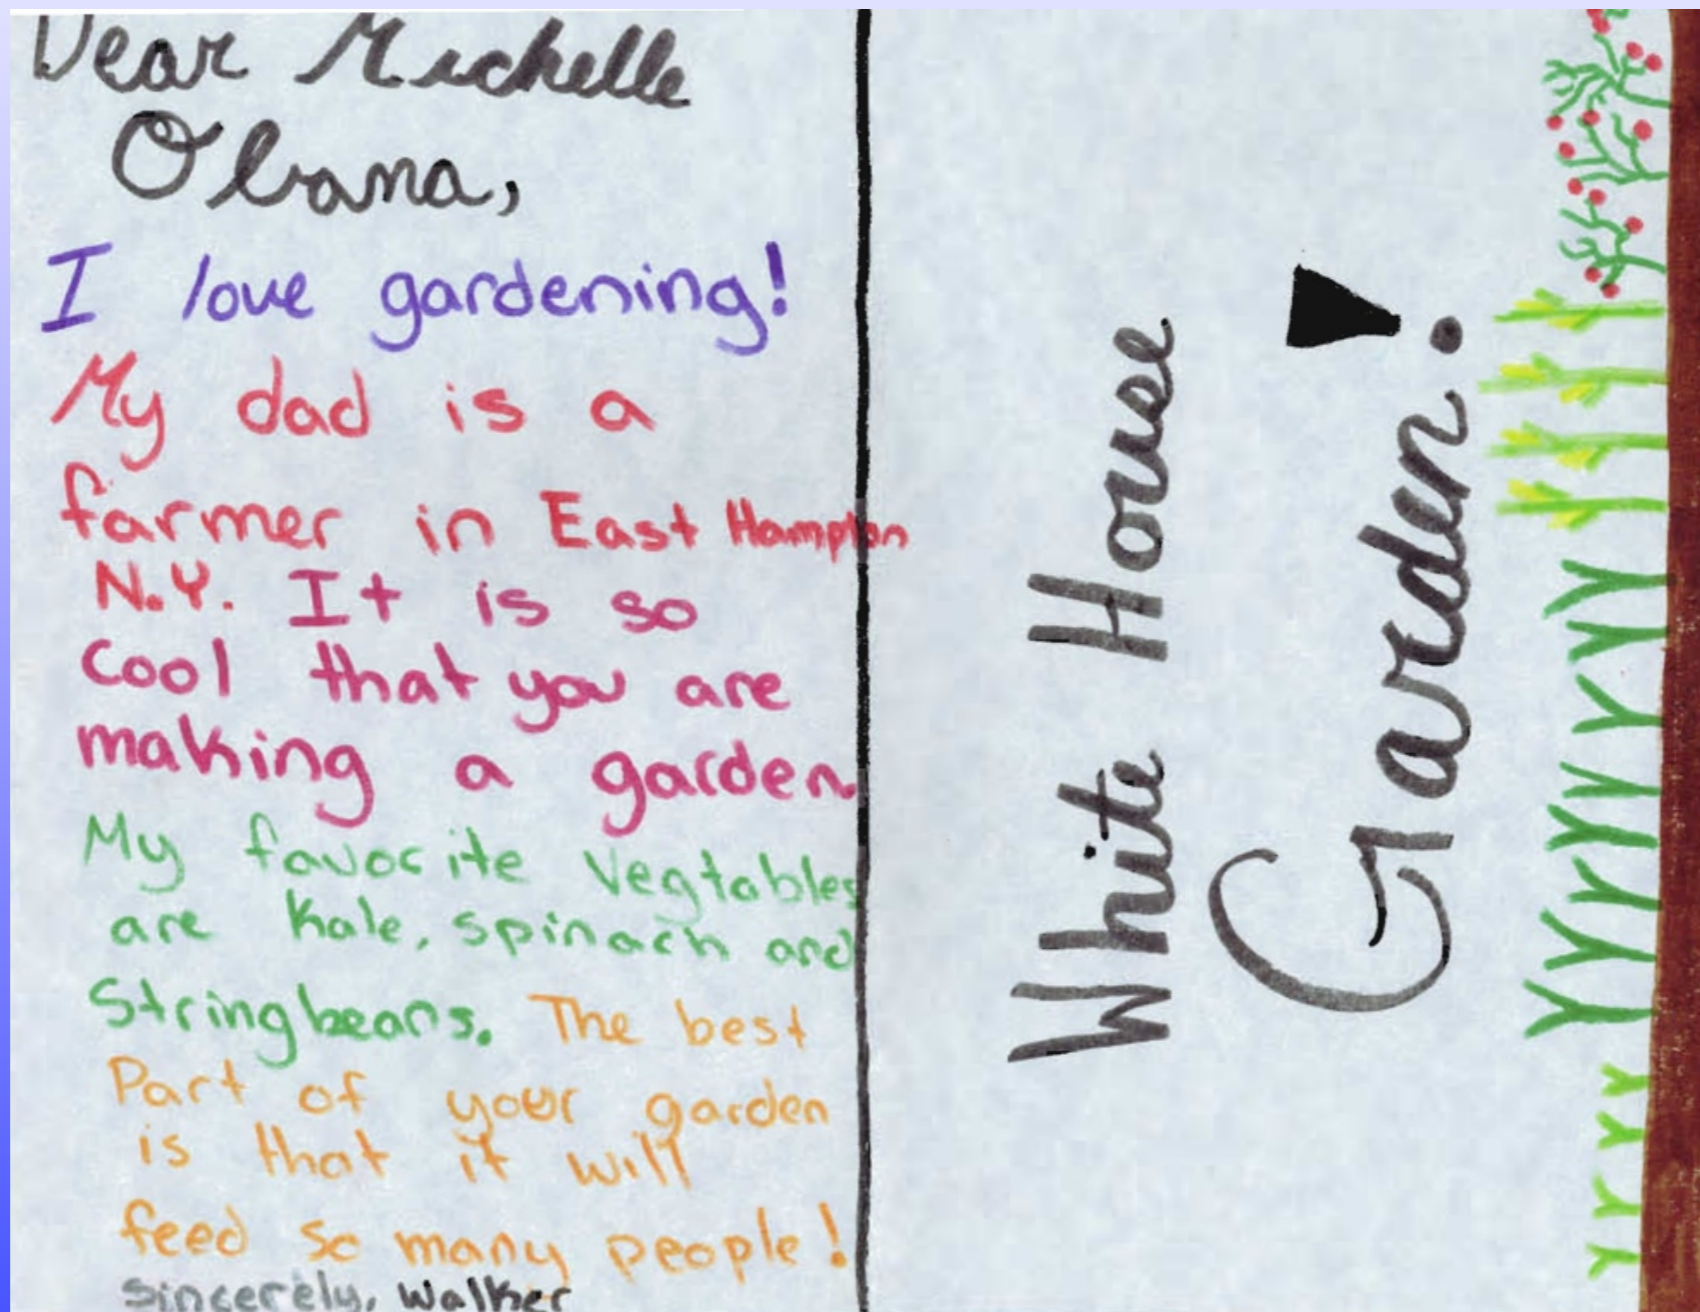 Dear Michelle
Obama,
I love gardening!
My dad is a
farmer in East Hampton
N.Y. It is so
cool that you are
making a garden.
My favorite Vegtables
are kale, spinach and
Stringbeans. The best
Part of your garden
is that it will
feed so many people!
Sincerely, Walker
White House
Garden!